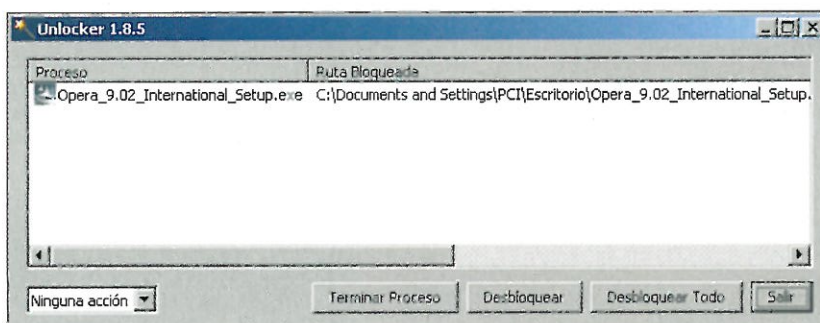 Unlocker 1.8.5
Proceso Ruta Bloqueada
Opera_9.02_International_Setup.exe C:\Documents and Settings\PCI\Escritorio\Opera_9.02_International_Setup.
Ninguna acción Terminar Proceso Desbloquear Desbloquear Todo Salir